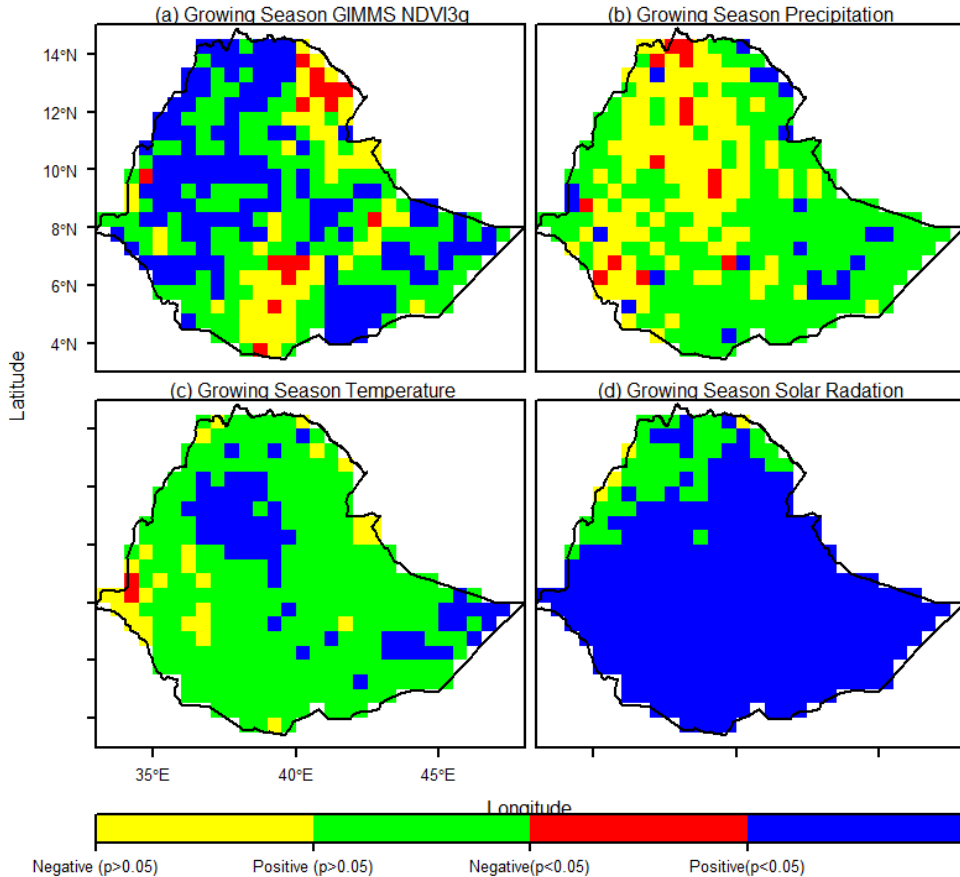 (a) Growing Season GIMMS NDVI3g
(b) Growing Season Precipitation
14°N
12°N
10°N
8°N
6°N
4°N
Latitude
(c) Growing Season Temperature
(d) Growing Season Solar Radation
35°E
40°E
45°E
Longitude
Negative (p>0.05)
Positive (p>0.05)
Negative(p<0.05)
Positive(p<0.05)